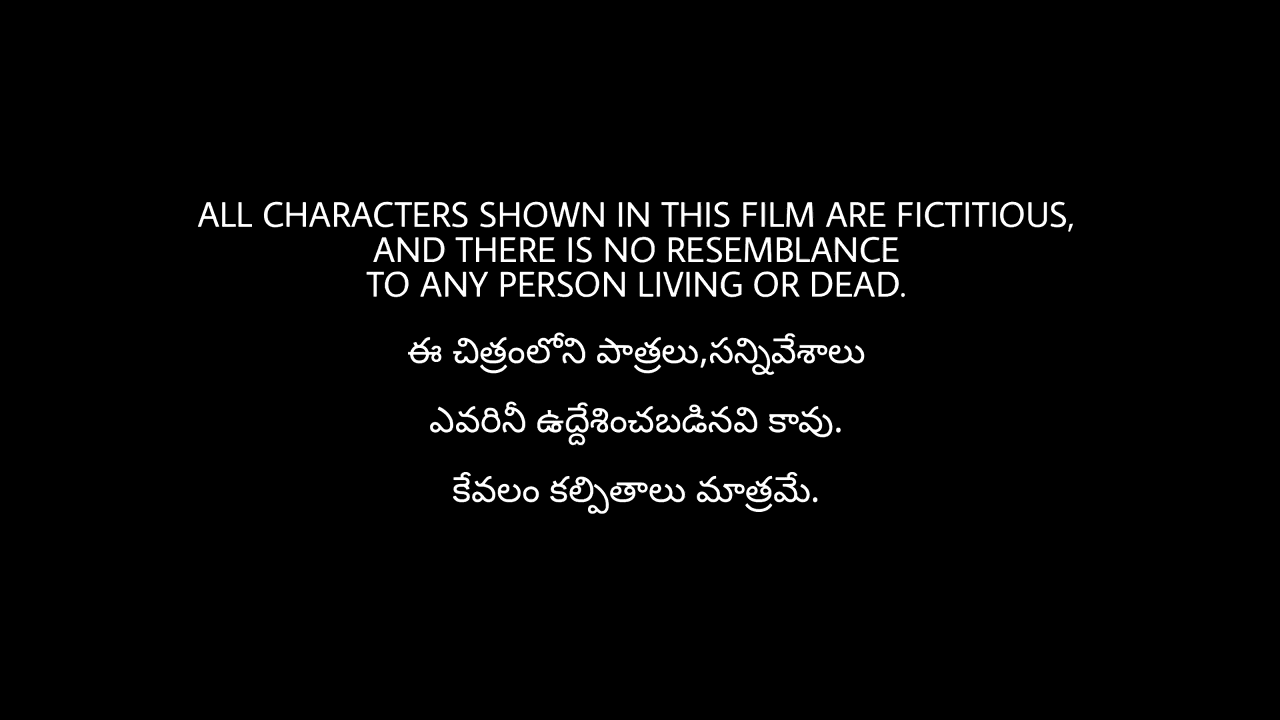 ALL CHARACTERS SHOWN IN THIS FILM ARE FICTITIOUS,
AND THERE IS NO RESEMBLANCE
TO ANY PERSON LIVING OR DEAD.
ఈ చిత్రంలోని పాత్రలు,సన్నివేశాలు
ఎవరినీ ఉద్దేశించబడినవి కావు.
కేవలం కల్పితాలు మాత్రమే.